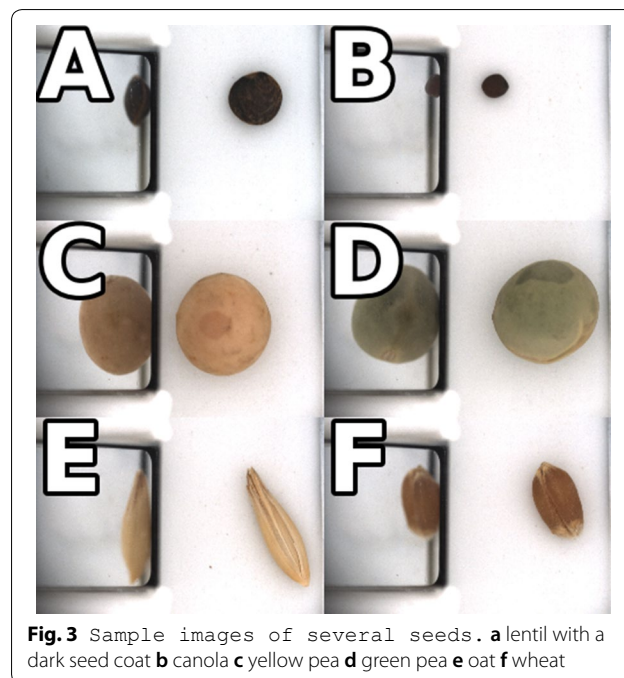 A B
C D
E F
Fig. 3 Sample images of several seeds. a lentil with a
dark seed coat b canola c yellow pea d green pea e oat f wheat